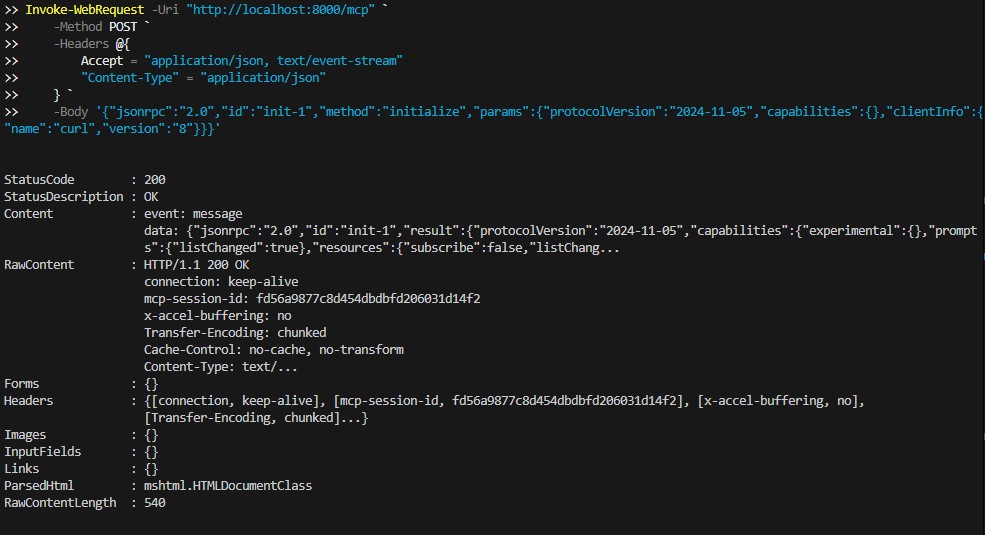 >> Invoke-WebRequest -Uri "http://localhost:8000/mcp" `
>>     -Method POST `
>>     -Headers @{
>>         Accept = "application/json, text/event-stream"
>>         "Content-Type" = "application/json"
>>     } `
>>     -Body '{"jsonrpc":"2.0","id":"init-1","method":"initialize","params":{"protocolVersion":"2024-11-05","capabilities":{},"clientInfo":{
"name":"curl","version":"8"}}}'
StatusCode        : 200
StatusDescription : OK
Content           : event: message
                    data: {"jsonrpc":"2.0","id":"init-1","result":{"protocolVersion":"2024-11-05","capabilities":{"experimental":{},"prompt
                    s":{"listChanged":true},"resources":{"subscribe":false,"listChang...
RawContent        : HTTP/1.1 200 OK
                    connection: keep-alive
                    mcp-session-id: fd56a9877c8d454dbdbfd206031d14f2
                    x-accel-buffering: no
                    Transfer-Encoding: chunked
                    Cache-Control: no-cache, no-transform
                    Content-Type: text/...
Forms             : {}
Headers           : {[connection, keep-alive], [mcp-session-id, fd56a9877c8d454dbdbfd206031d14f2], [x-accel-buffering, no],
                    [Transfer-Encoding, chunked]...}
Images            : {}
InputFields       : {}
Links             : {}
ParsedHtml        : mshtml.HTMLDocumentClass
RawContentLength  : 540